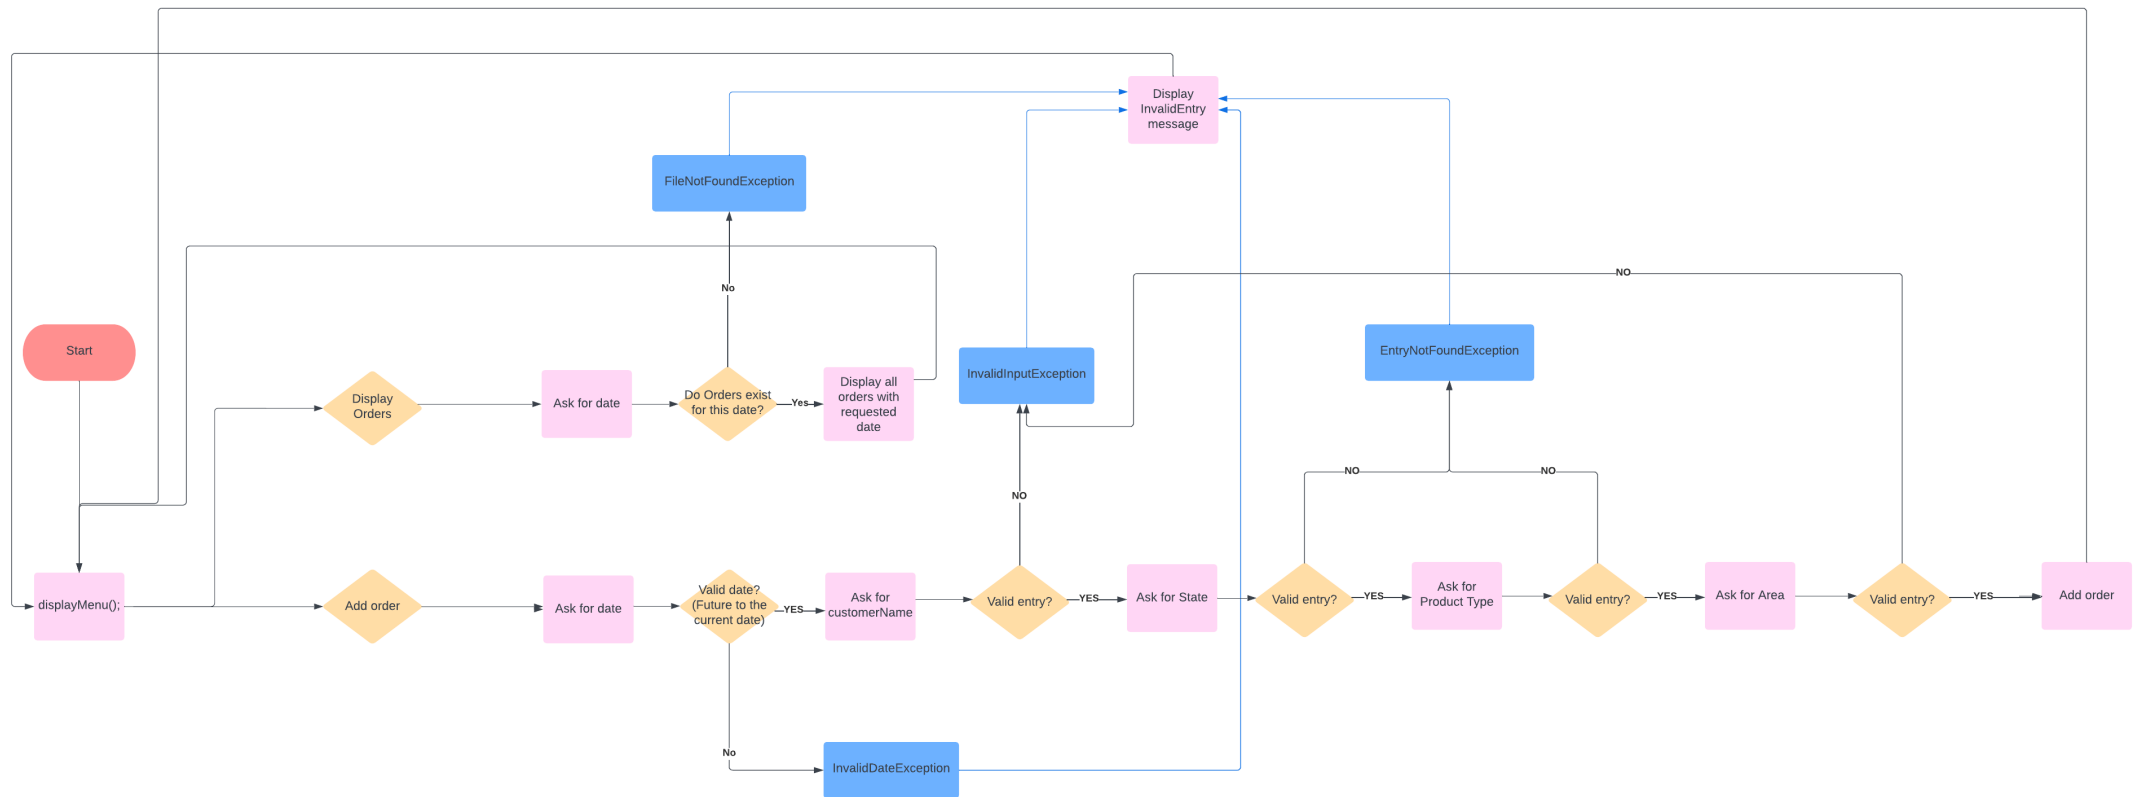 Display
InvalidEntry
message
FileNotFoundException
NO
No
Start
EntryNotFoundException
InvalidInputException
Display
Orders
Ask for date
Do Orders exist
for this date?
Yes
Display all
orders with
requested
date
NO
NO
NO
displayMenu();
Add order
Ask for date
Valid date?
(Future to the
current date)
YES
Ask for
customerName
Valid entry?
YES
Ask for State
Valid entry?
YES
Ask for
Product Type
Valid entry?
YES
Ask for Area
Valid entry?
YES
Add order
No
InvalidDateException